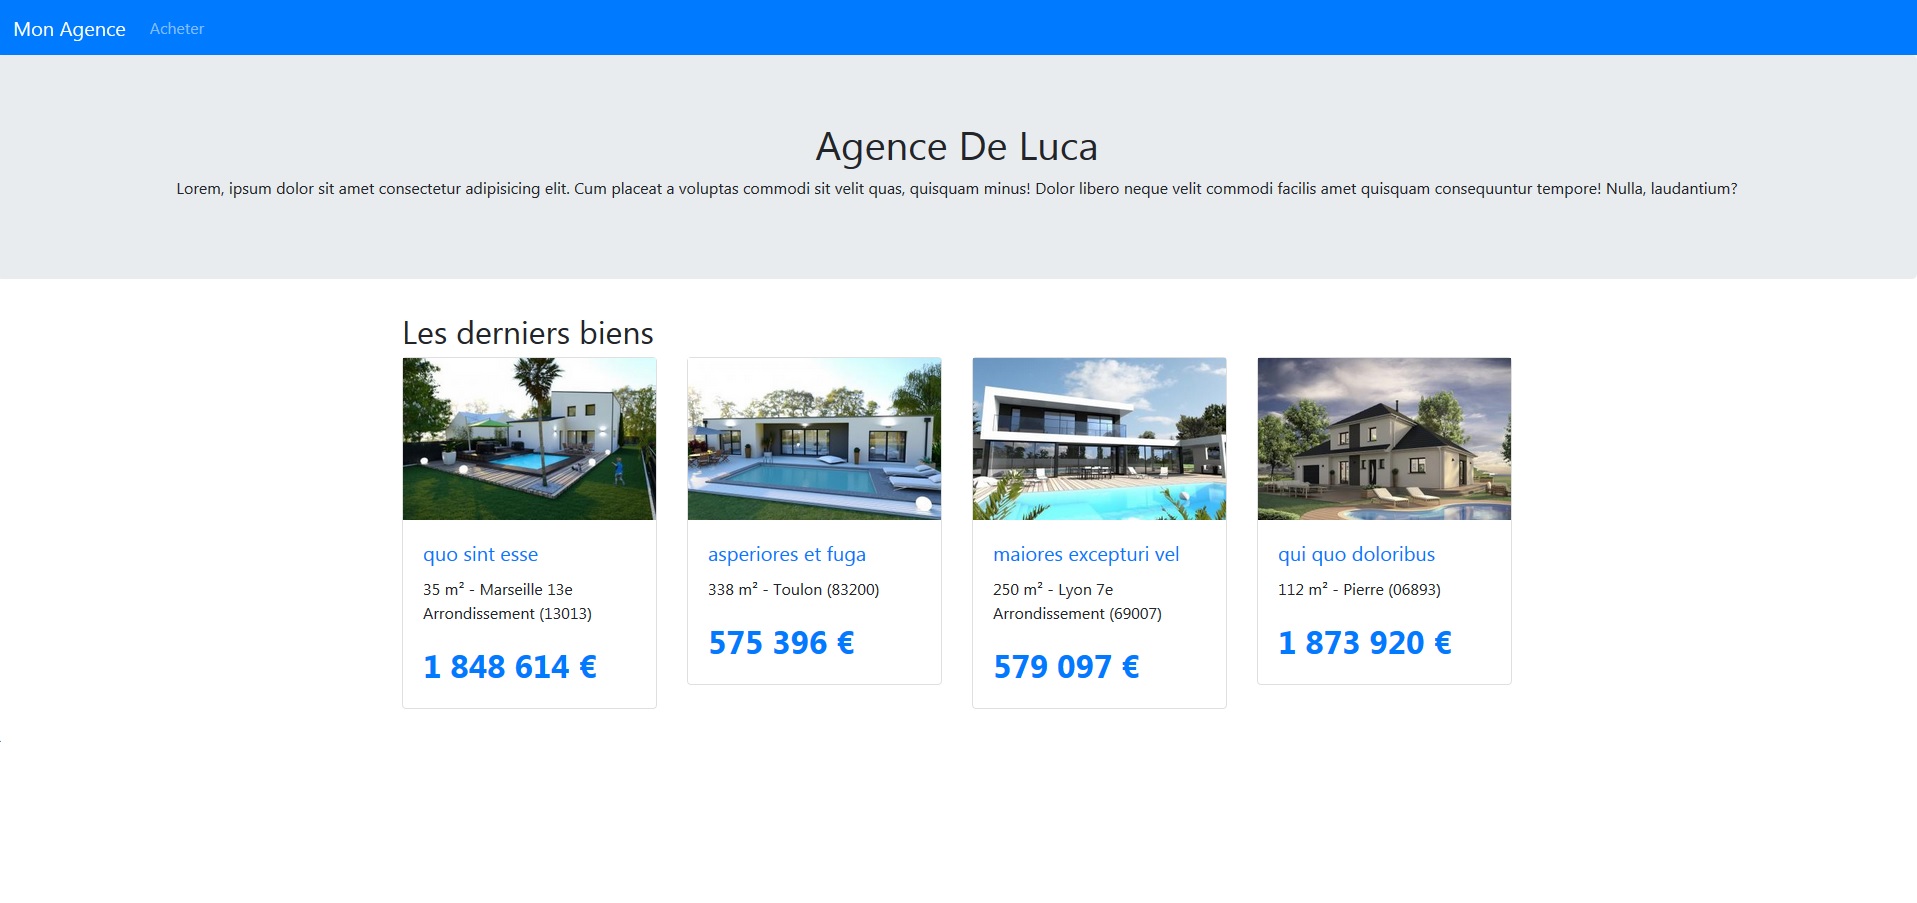 Mon Agence Acheter
Agence De Luca
Lorem, ipsum dolor sit amet consectetur adipisicing elit. Cum placeat a voluptas commodi sit velit quas, quisquam minus! Dolor libero neque velit commodi facilis amet quisquam consequuntur tempore! Nulla, laudantium?
Les derniers biens
quo sint esse
35 m² - Marseille 13e
Arrondissement (13013)
1 848 614 €
asperiores et fuga
338 m² - Toulon (83200)
575 396 €
maiores excepturi vel
250 m² - Lyon 7e
Arrondissement (69007)
579 097 €
qui quo doloribus
112 m² - Pierre (06893)
1 873 920 €